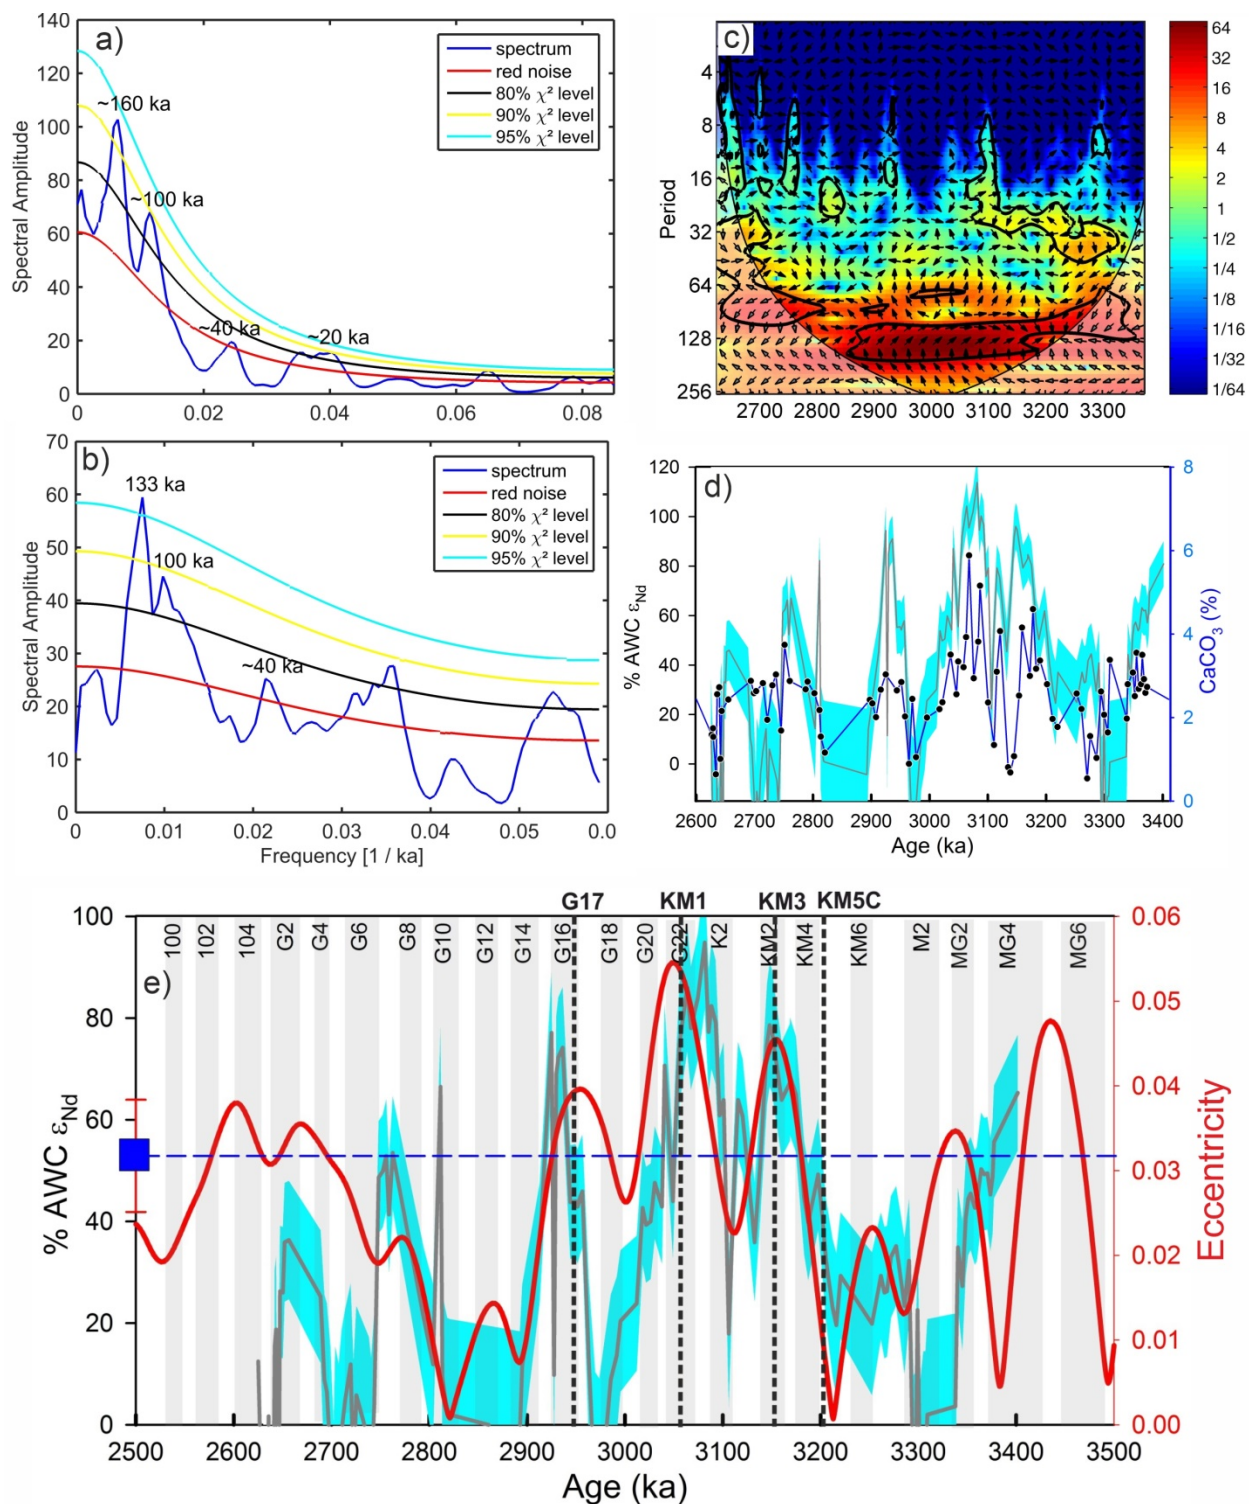 a)
Spectral Amplitude
140
120
100
80
60
40
20
0
~160 ka
~100 ka
~40 ka
~20 ka
spectrum
red noise
80% χ² level
90% χ² level
95% χ² level
0 0.02 0.04 0.06 0.08
c)
Period
4
8
16
32
64
128
256
2700 2800 2900 3000 3100 3200 3300
64
32
16
8
4
2
1
1/2
1/4
1/8
1/16
1/32
1/64
b)
Spectral Amplitude
70
60
50
40
30
20
10
0
133 ka
100 ka
~40 ka
spectrum
red noise
80% χ² level
90% χ² level
95% χ² level
0 0.01 0.02 0.03 0.04 0.05 0.0
Frequency [1 / ka]
d)
% AWC εNd
120
100
80
60
40
20
0
8
6
4
2
0
CaCO3 (%)
2600 2700 2800 2900 3000 3100 3200 3300 3400
Age (ka)
G17 KM1 KM3 KM5C
e)
100 102 104 G2 G4 G6 G8 G10 G12 G14 G16 G18 G20 G22 K2 KM2 KM4 KM6 M2 MG2 MG4 MG6
% AWC εNd
100
80
60
40
20
0
0.06
0.05
0.04
0.03
0.02
0.01
0.00
Eccentricity
2500 2600 2700 2800 2900 3000 3100 3200 3300 3400 3500
Age (ka)